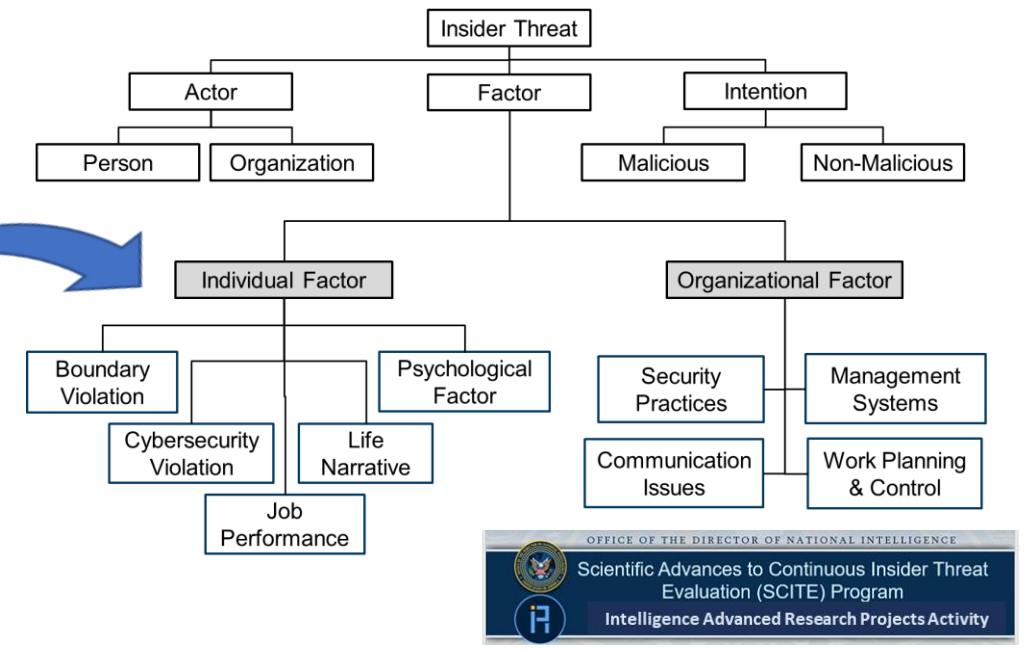 Insider Threat
Actor
Factor
Intention
Person
Organization
Malicious
Non-Malicious
Individual Factor
Organizational Factor
Boundary
Violation
Psychological
Factor
Cybersecurity
Violation
Life
Narrative
Job
Performance
Security
Practices
Management
Systems
Communication
Issues
Work Planning
& Control
OFFICE OF THE DIRECTOR OF NATIONAL INTELLIGENCE
Scientific Advances to Continuous Insider Threat
Evaluation (SCITE) Program
Intelligence Advanced Research Projects Activity